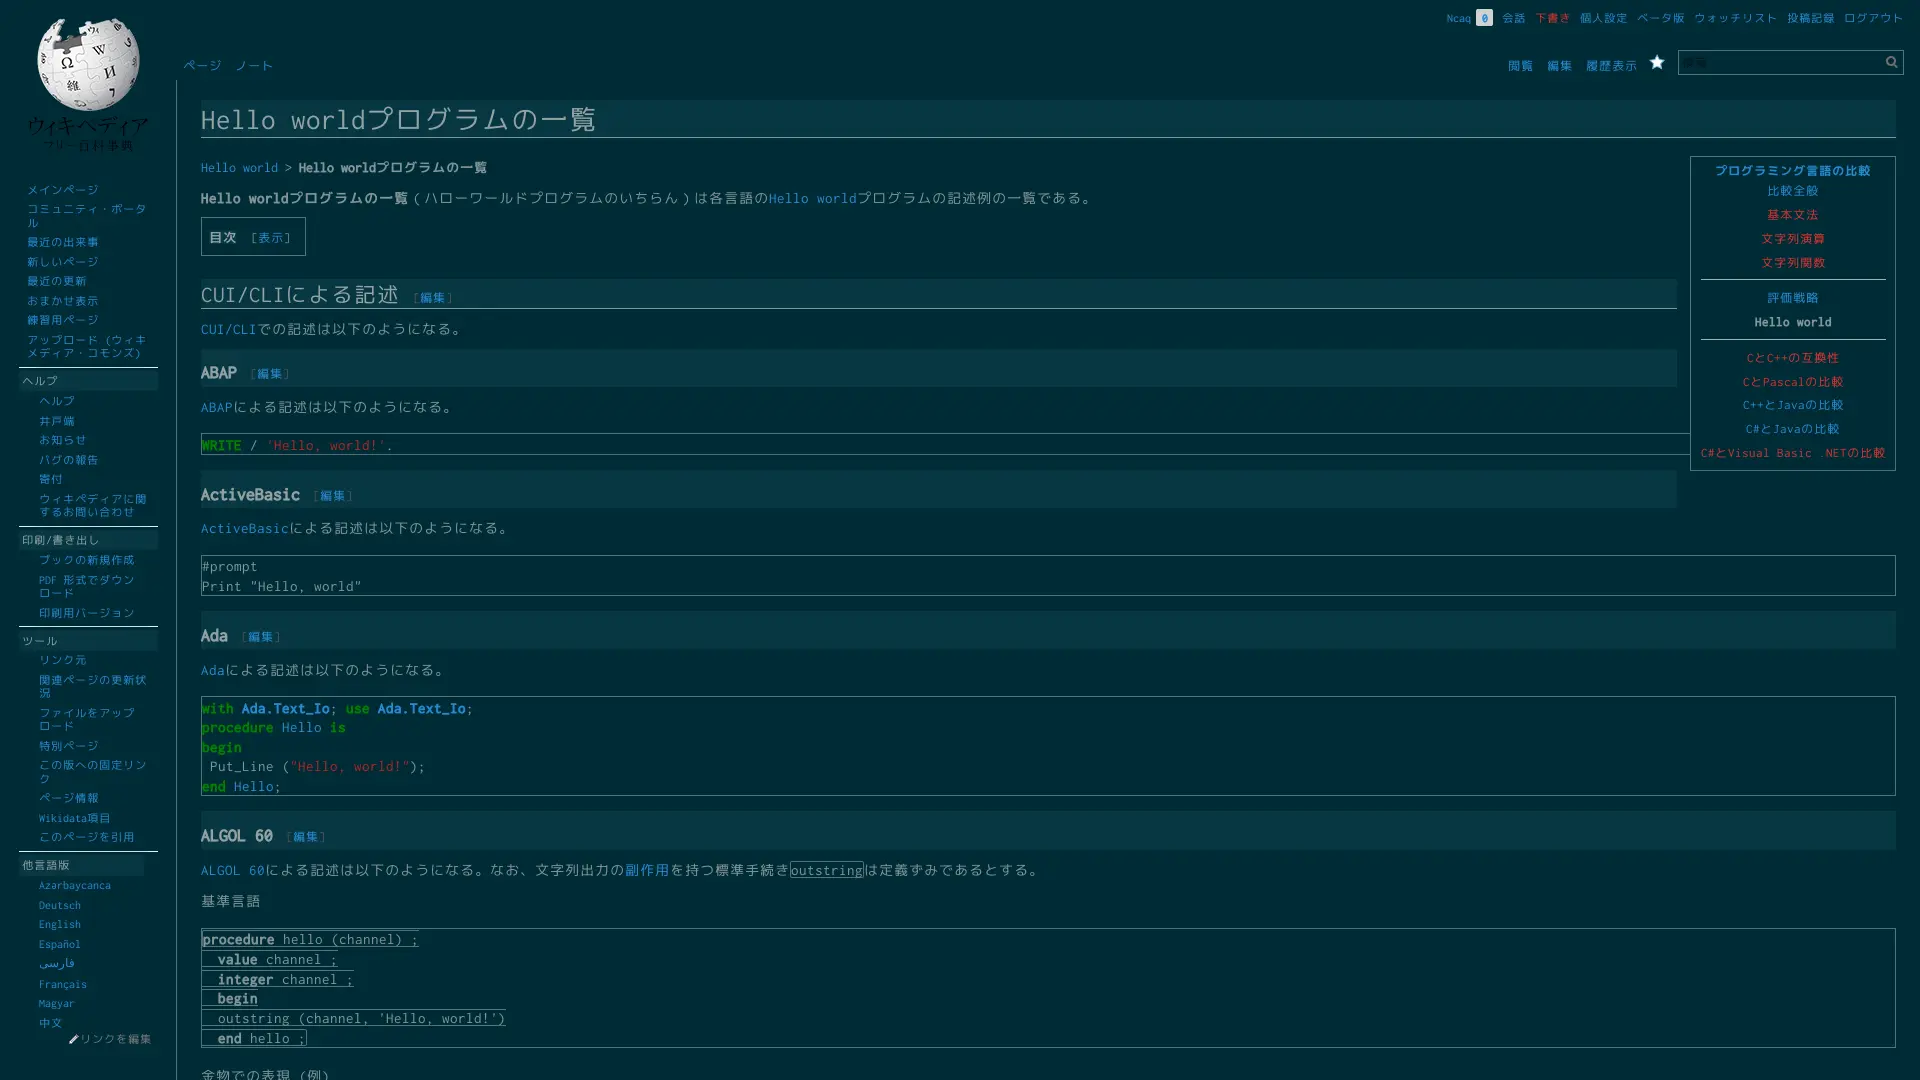 Ncaq 0 会話 下書き 個人設定 ベータ版 ウォッチリスト 投稿記録 ログアウト
ページ ノート
閲覧 編集 履歴表示
ウィキペディア
フリー百科事典
メインページ
コミュニティ・ポータ
ル
最近の出来事
新しいページ
最近の更新
おまかせ表示
練習用ページ
アップロード (ウィキ
メディア・コモンズ)
ヘルプ
ヘルプ
井戸端
お知らせ
バグの報告
寄付
ウィキペディアに関
するお問い合わせ
印刷/書き出し
ブックの新規作成
PDF 形式でダウン
ロード
印刷用バージョン
ツール
リンク元
関連ページの更新状
況
ファイルをアップ
ロード
特別ページ
この版への固定リン
ク
ページ情報
Wikidata項目
このページを引用
他言語版
Azərbaycanca
Deutsch
English
Español
فارسی
Français
Magyar
中文
リンクを編集
Hello worldプログラムの一覧
Hello world > Hello worldプログラムの一覧
Hello worldプログラムの一覧(ハローワールドプログラムのいちらん)は各言語のHello worldプログラムの記述例の一覧である。
目次 [表示]
プログラミング言語の比較
比較全般
基本文法
文字列演算
文字列関数
評価戦略
Hello world
CとC++の互換性
CとPascalの比較
C++とJavaの比較
C#とJavaの比較
C#とVisual Basic .NETの比較
CUI/CLIによる記述 [編集]
CUI/CLIでの記述は以下のようになる。
ABAP [編集]
ABAPによる記述は以下のようになる。
WRITE / 'Hello, world!'.
ActiveBasic [編集]
ActiveBasicによる記述は以下のようになる。
#prompt
Print "Hello, world"
Ada [編集]
Adaによる記述は以下のようになる。
with Ada.Text_Io; use Ada.Text_Io;
procedure Hello is
begin
 Put_Line ("Hello, world!");
end Hello;
ALGOL 60 [編集]
ALGOL 60による記述は以下のようになる。なお、文字列出力の副作用を持つ標準手続きoutstringは定義ずみであるとする。
基準言語
procedure hello (channel) ;
  value channel ;
  integer channel ;
  begin
  outstring (channel, 'Hello, world!')
  end hello ;
金物での表現 (例)